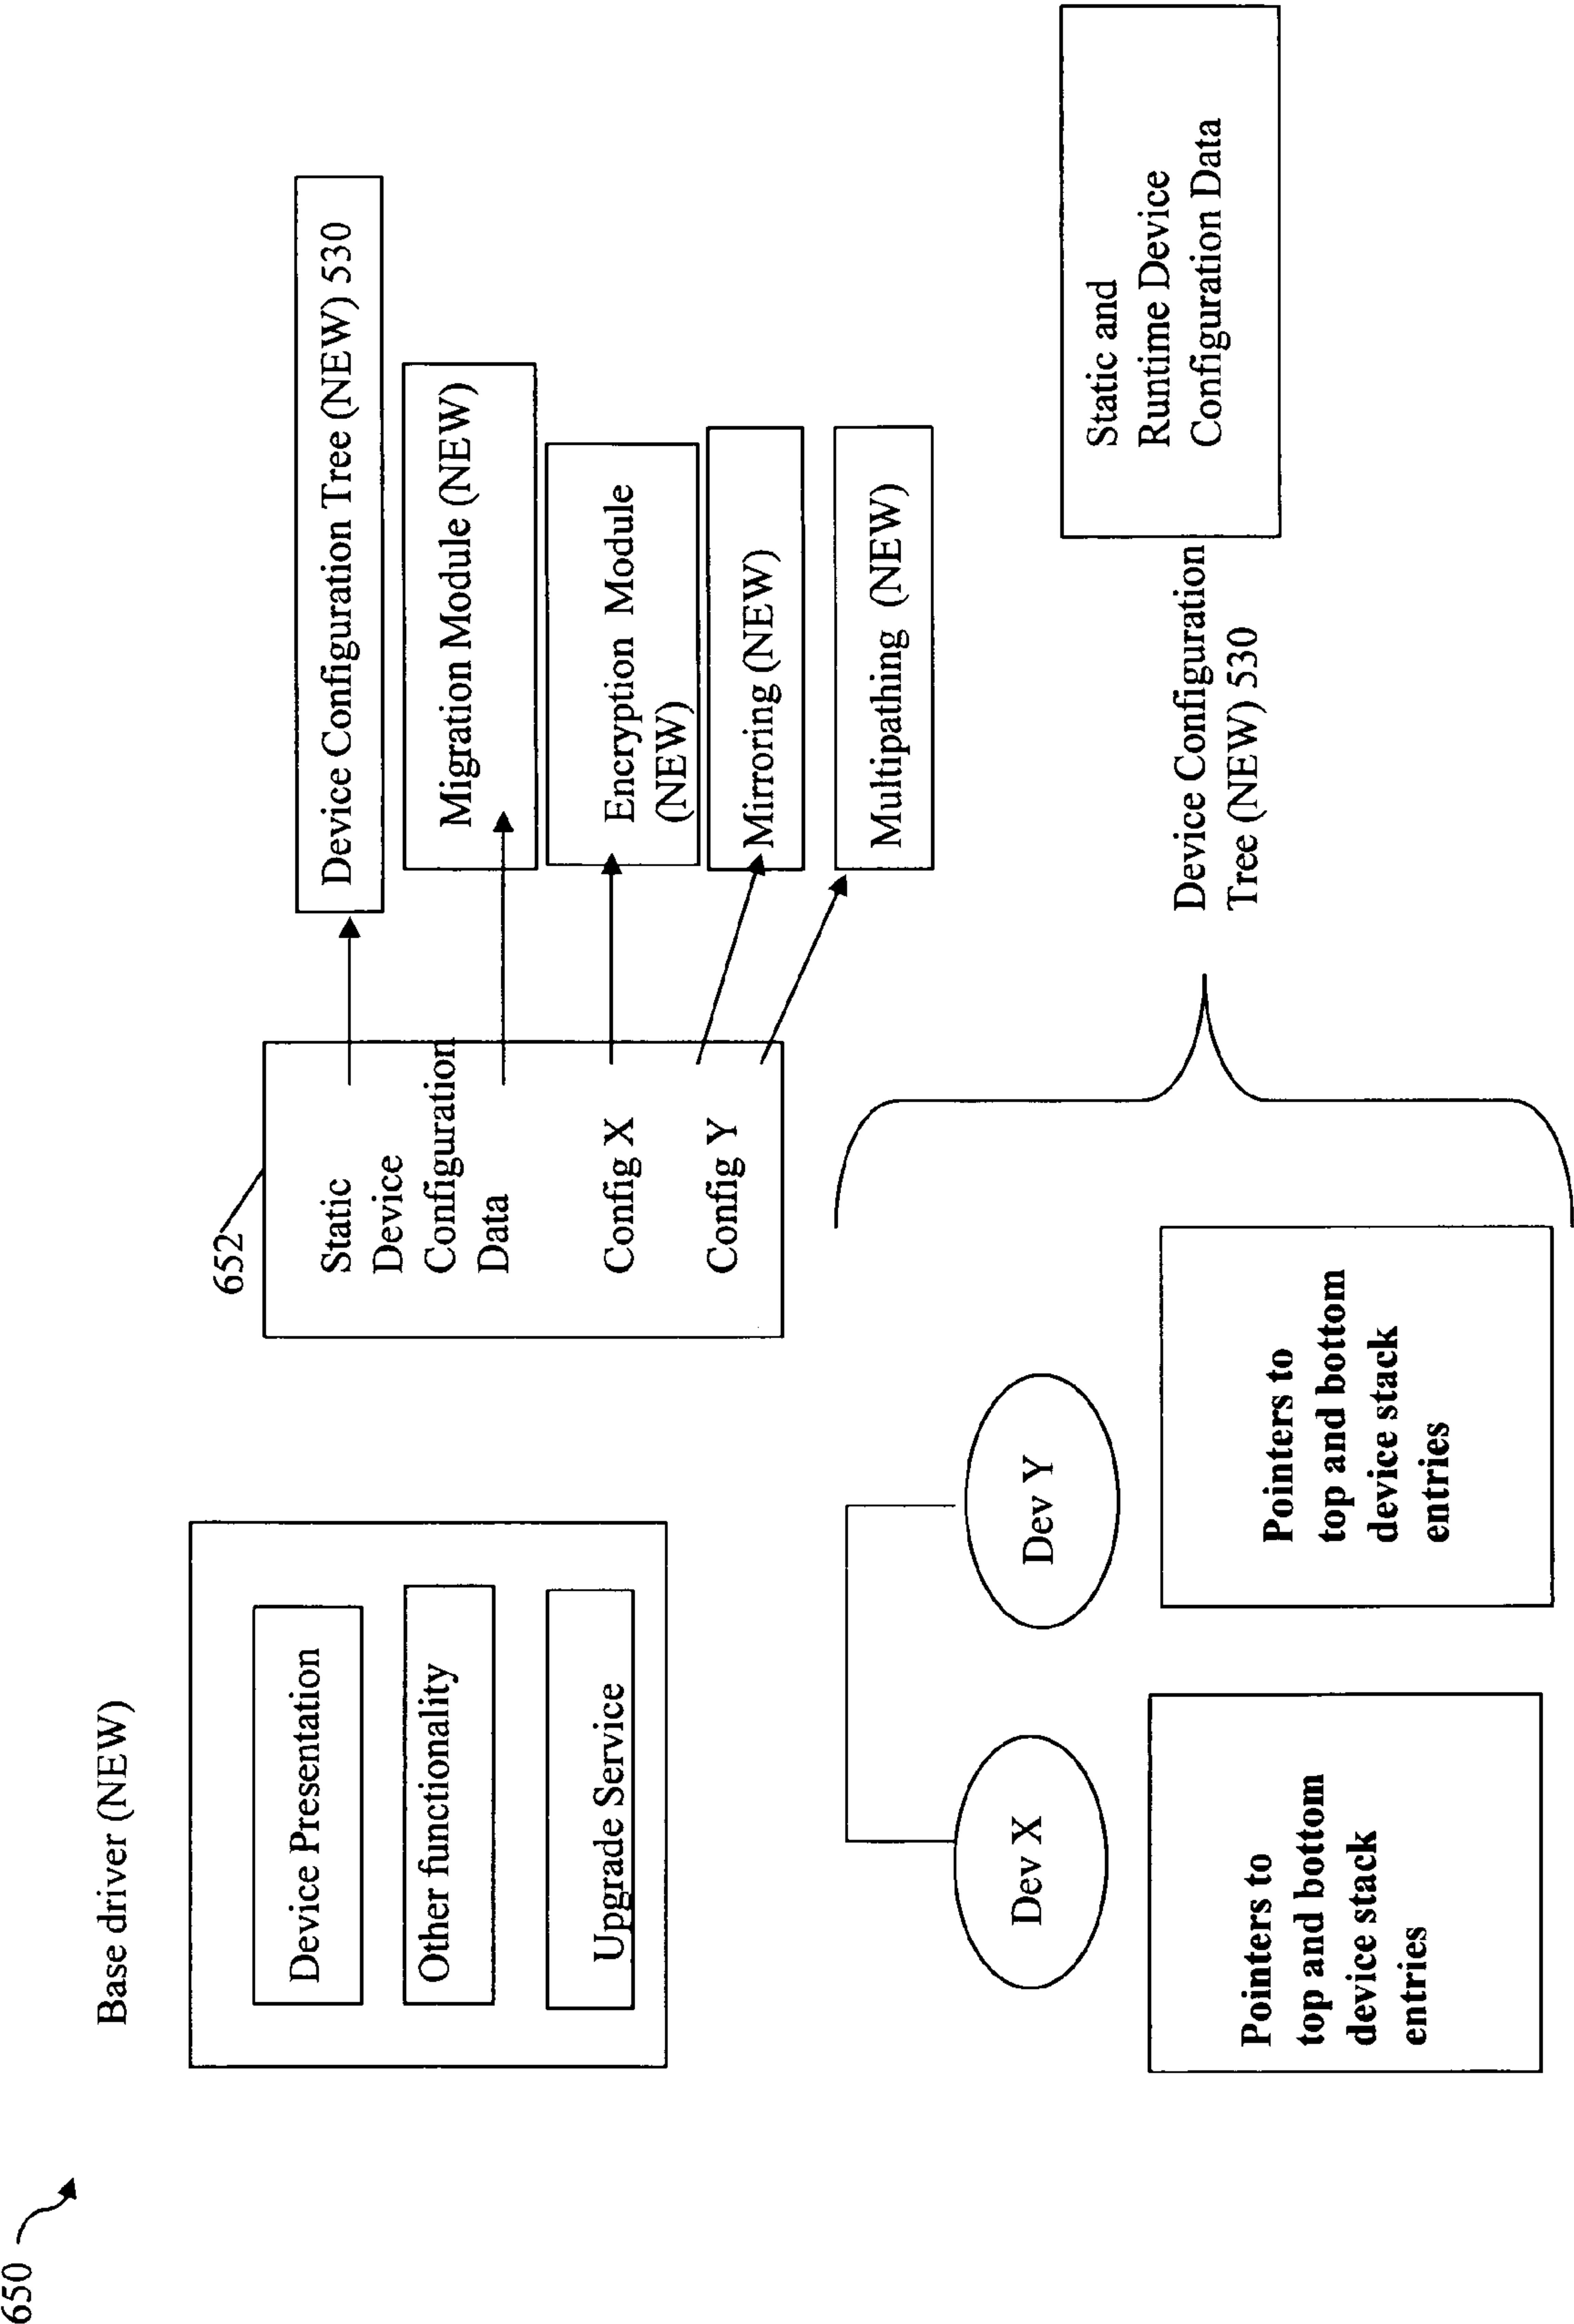 650
Base driver (NEW)
Device Presentation
Other functionality
Upgrade Service
652
Static
Device
Configuration
Data
Config X
Config Y
Device Configuration Tree (NEW) 530
Migration Module (NEW)
Encryption Module
(NEW)
Mirroring (NEW)
Multipathing (NEW)
Dev X
Dev Y
Pointers to
top and bottom
device stack
entries
Pointers to
top and bottom
device stack
entries
Device Configuration
Tree (NEW) 530
Static and
Runtime Device
Configuration Data